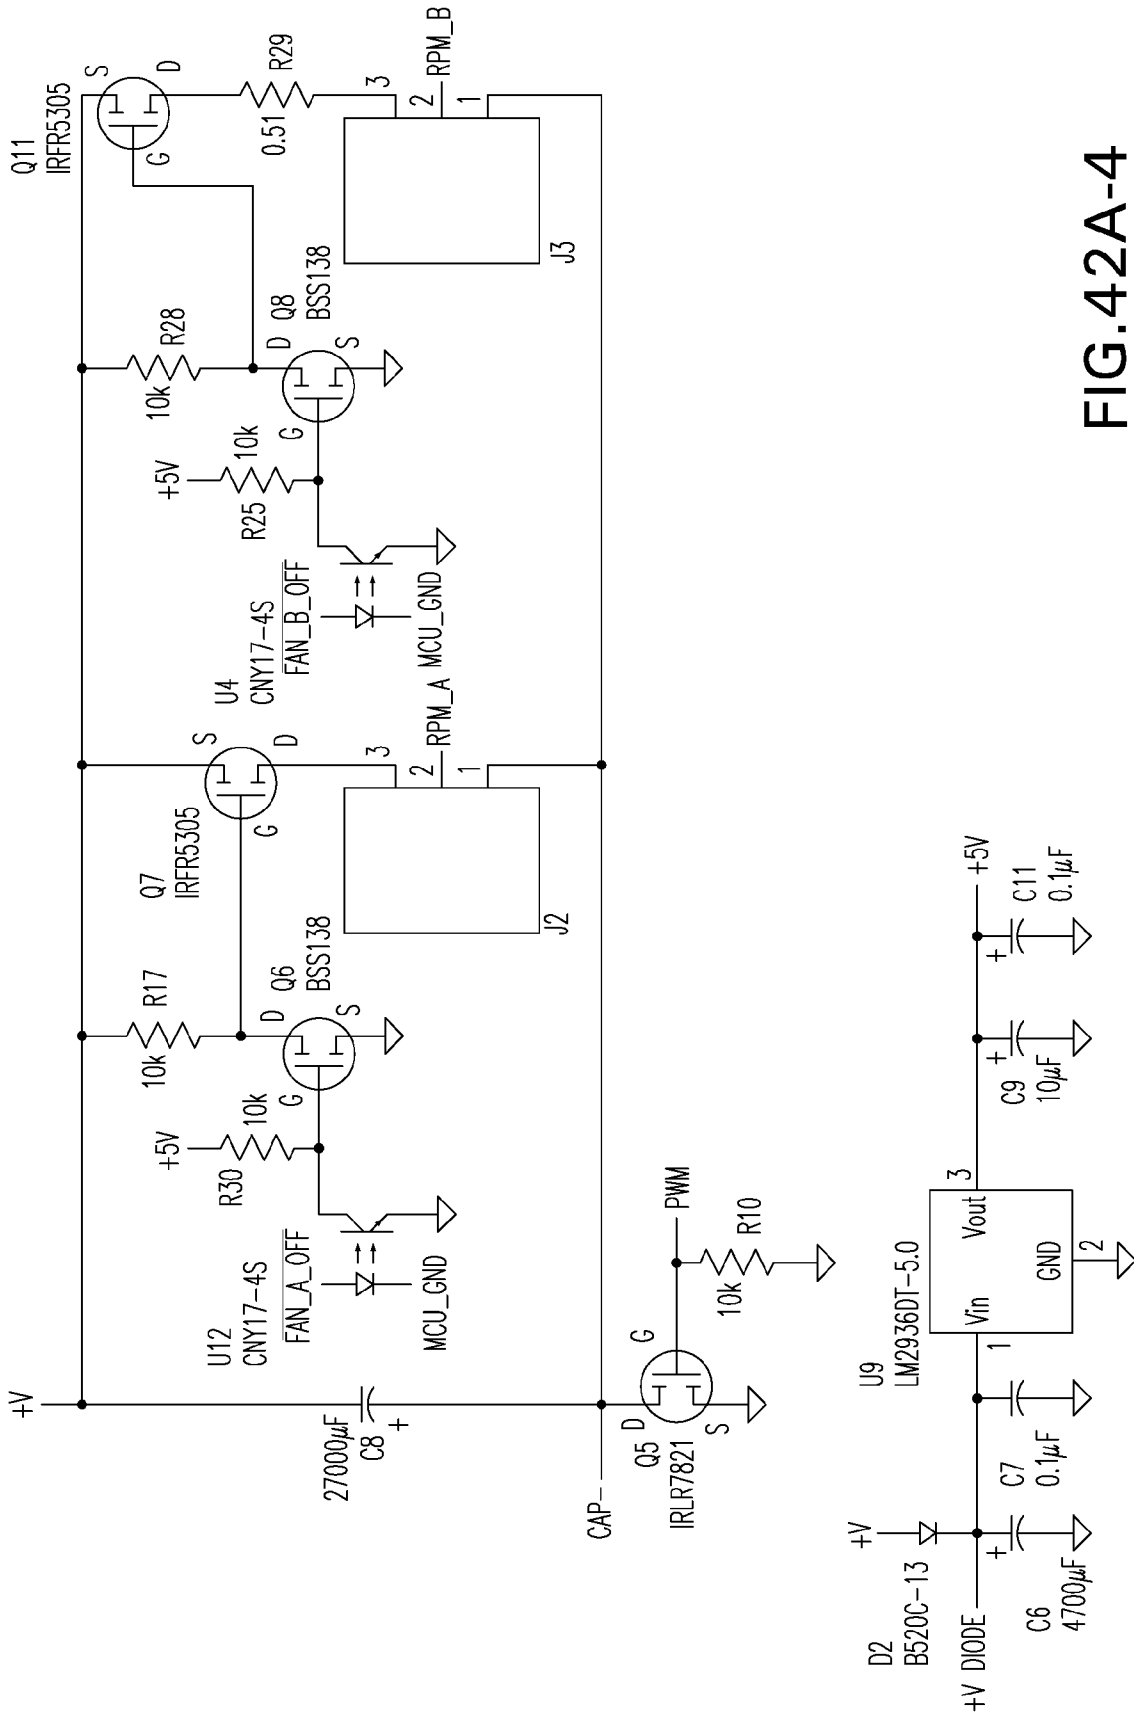 +V
27000µF
C8
+
CAP-
Q5
IRLR7821
D
G
S
PWM
R10
10k
U12
CNY17-4S
FAN_A_OFF
MCU_GND
+5V
R30
10k
R17
10k
Q6
BSS138
D
G
S
Q7
IRFR5305
S
G
D
3
2
1
RPM_A
J2
U4
CNY17-4S
FAN_B_OFF
MCU_GND
+5V
R25
10k
R28
10k
Q8
BSS138
D
G
S
Q11
IRFR5305
S
G
D
R29
0.51
3
2
1
RPM_B
J3
D2
B520C-13
+V
+V DIODE
+
C6
4700µF
C7
0.1µF
U9
LM2936DT-5.0
1
Vin
Vout
GND
2
3
+
C9
10µF
+
C11
0.1µF
+5V
FIG.42A-4